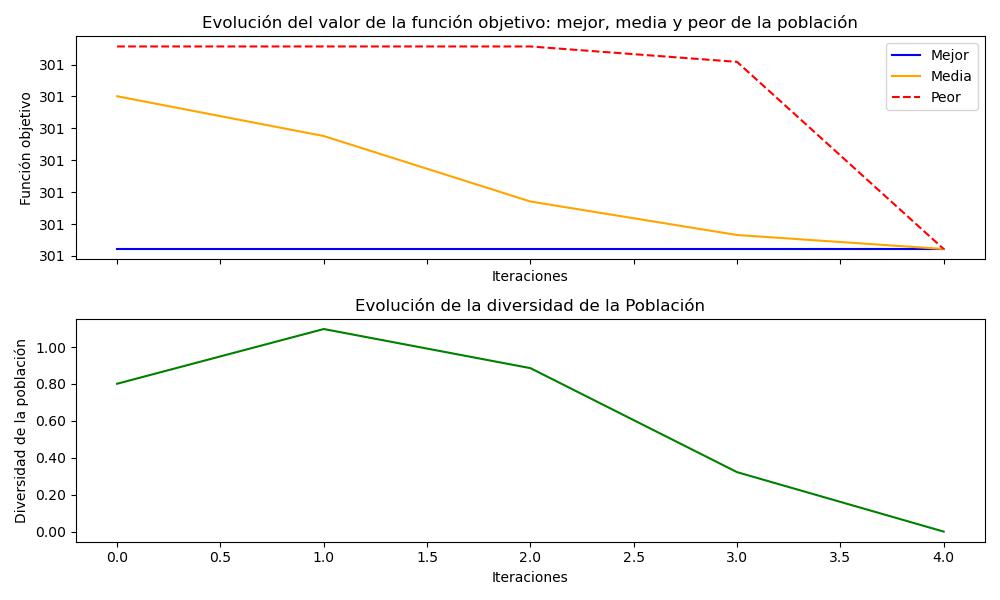 Evolución del valor de la función objetivo: mejor, media y peor de la población
Función objetivo
301
301
301
301
301
301
301
Mejor
Media
Peor
Iteraciones
Evolución de la diversidad de la Población
Diversidad de la población
1.00
0.80
0.60
0.40
0.20
0.00
0.0 0.5 1.0 1.5 2.0 2.5 3.0 3.5 4.0
Iteraciones